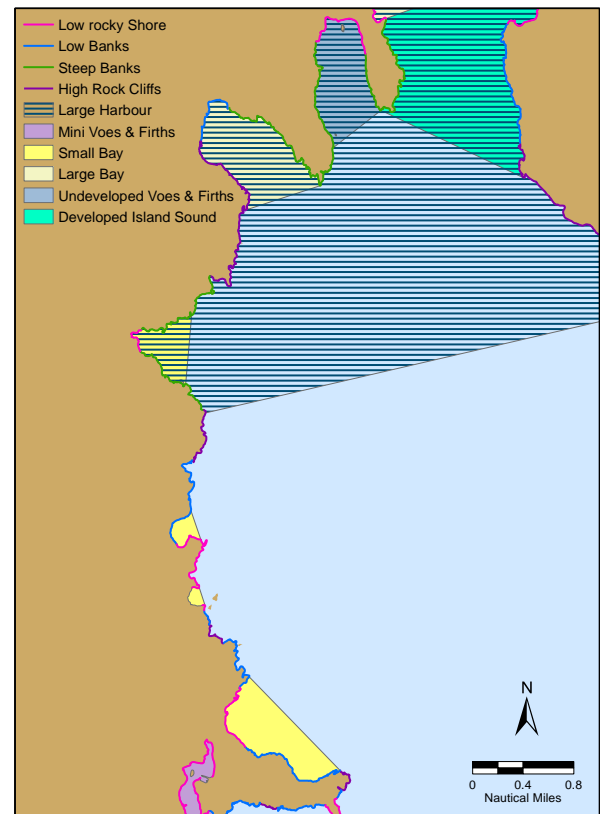 Low rocky Shore
Low Banks
Steep Banks
High Rock Cliffs
Large Harbour
Mini Voes & Firths
Small Bay
Large Bay
Undeveloped Voes & Firths
Developed Island Sound
N
0 0.4 0.8
Nautical Miles